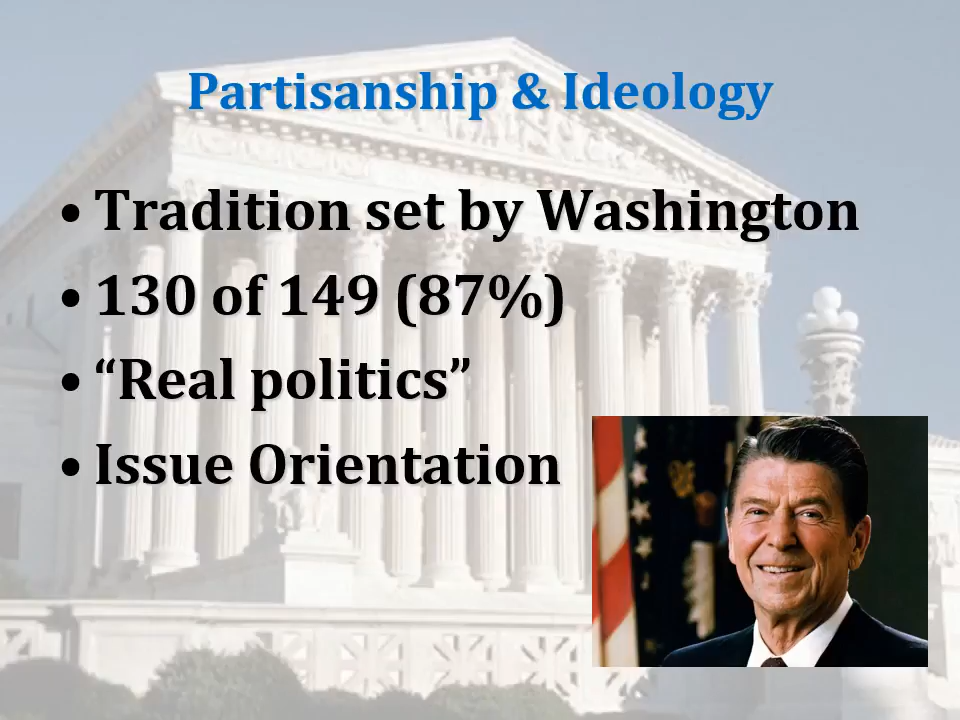 Partisanship & Ideology
• Tradition set by Washington
• 130 of 149 (87%)
• “Real politics”
• Issue Orientation